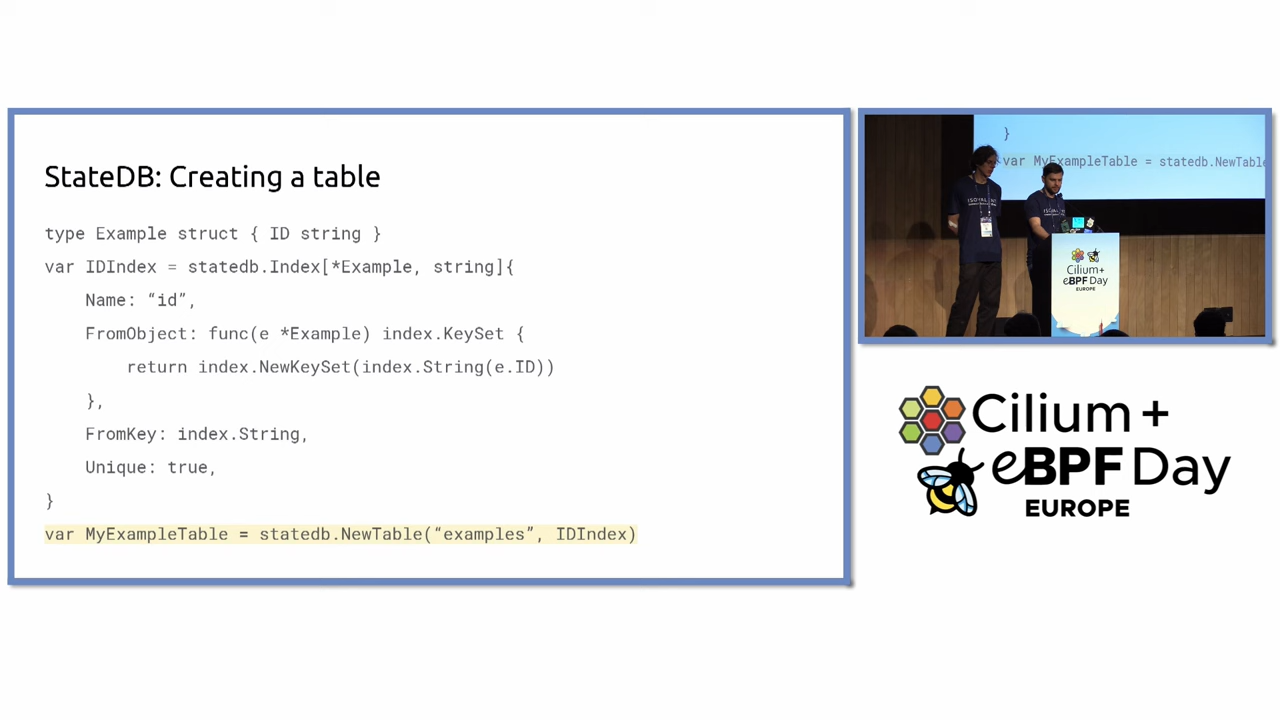 StateDB: Creating a table
type Example struct { ID string }
var IDIndex = statedb.Index[*Example, string]{
Name: “id”,
FromObject: func(e *Example) index.KeySet {
return index.NewKeySet(index.String(e.ID))
},
FromKey: index.String,
Unique: true,
}
var MyExampleTable = statedb.NewTable(“examples”, IDIndex)
}
var MyExampleTable = statedb.NewTable
ISOVALENT
ISOVALENT
Cilium+
eBPF Day
EUROPE
Cilium +
eBPF Day
EUROPE